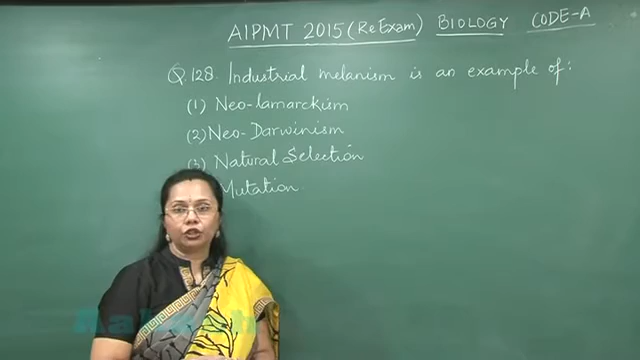 AIPMT 2015 (Re Exam) BIOLOGY CODE-A
Q.128. Industrial melanism is an example of:
(1) Neo-lamarckism
(2) Neo-Darwinism
(3) Natural Selection
Mutation